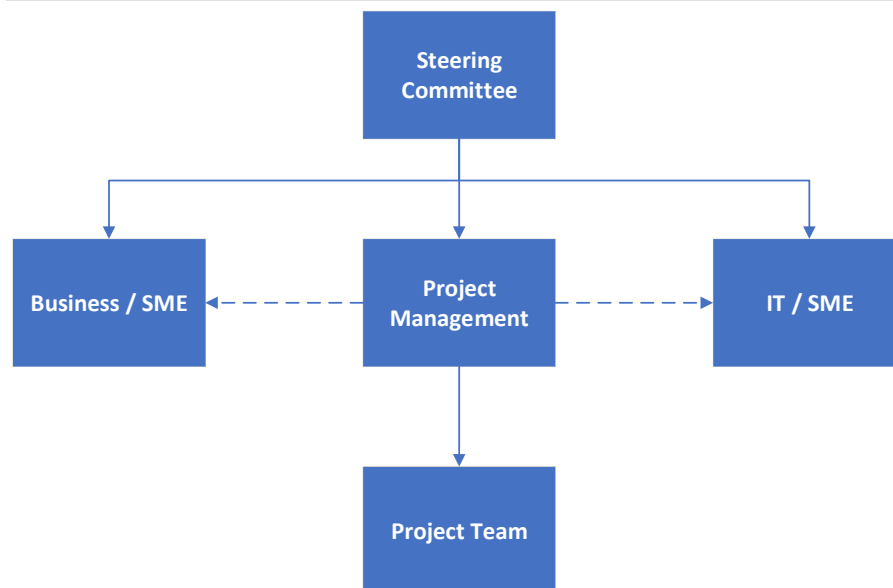 Steering
Committee
Business / SME
Project
Management
IT / SME
Project Team